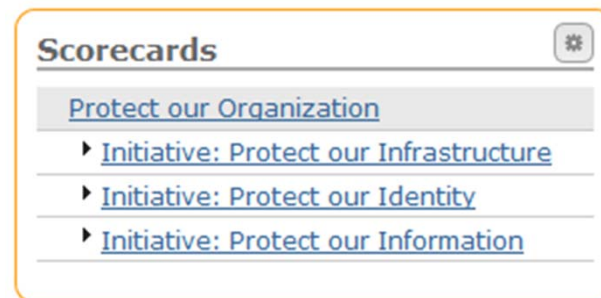 Scorecards
Protect our Organization
Initiative: Protect our Infrastructure
Initiative: Protect our Identity
Initiative: Protect our Information